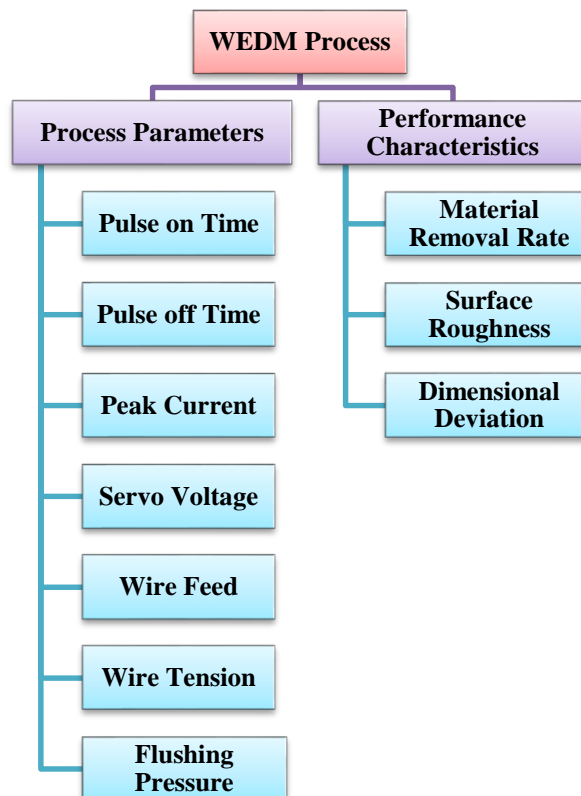 WEDM Process
Process Parameters
Pulse on Time
Pulse off Time
Peak Current
Servo Voltage
Wire Feed
Wire Tension
Flushing
Pressure
Performance
Characteristics
Material
Removal Rate
Surface
Roughness
Dimensional
Deviation